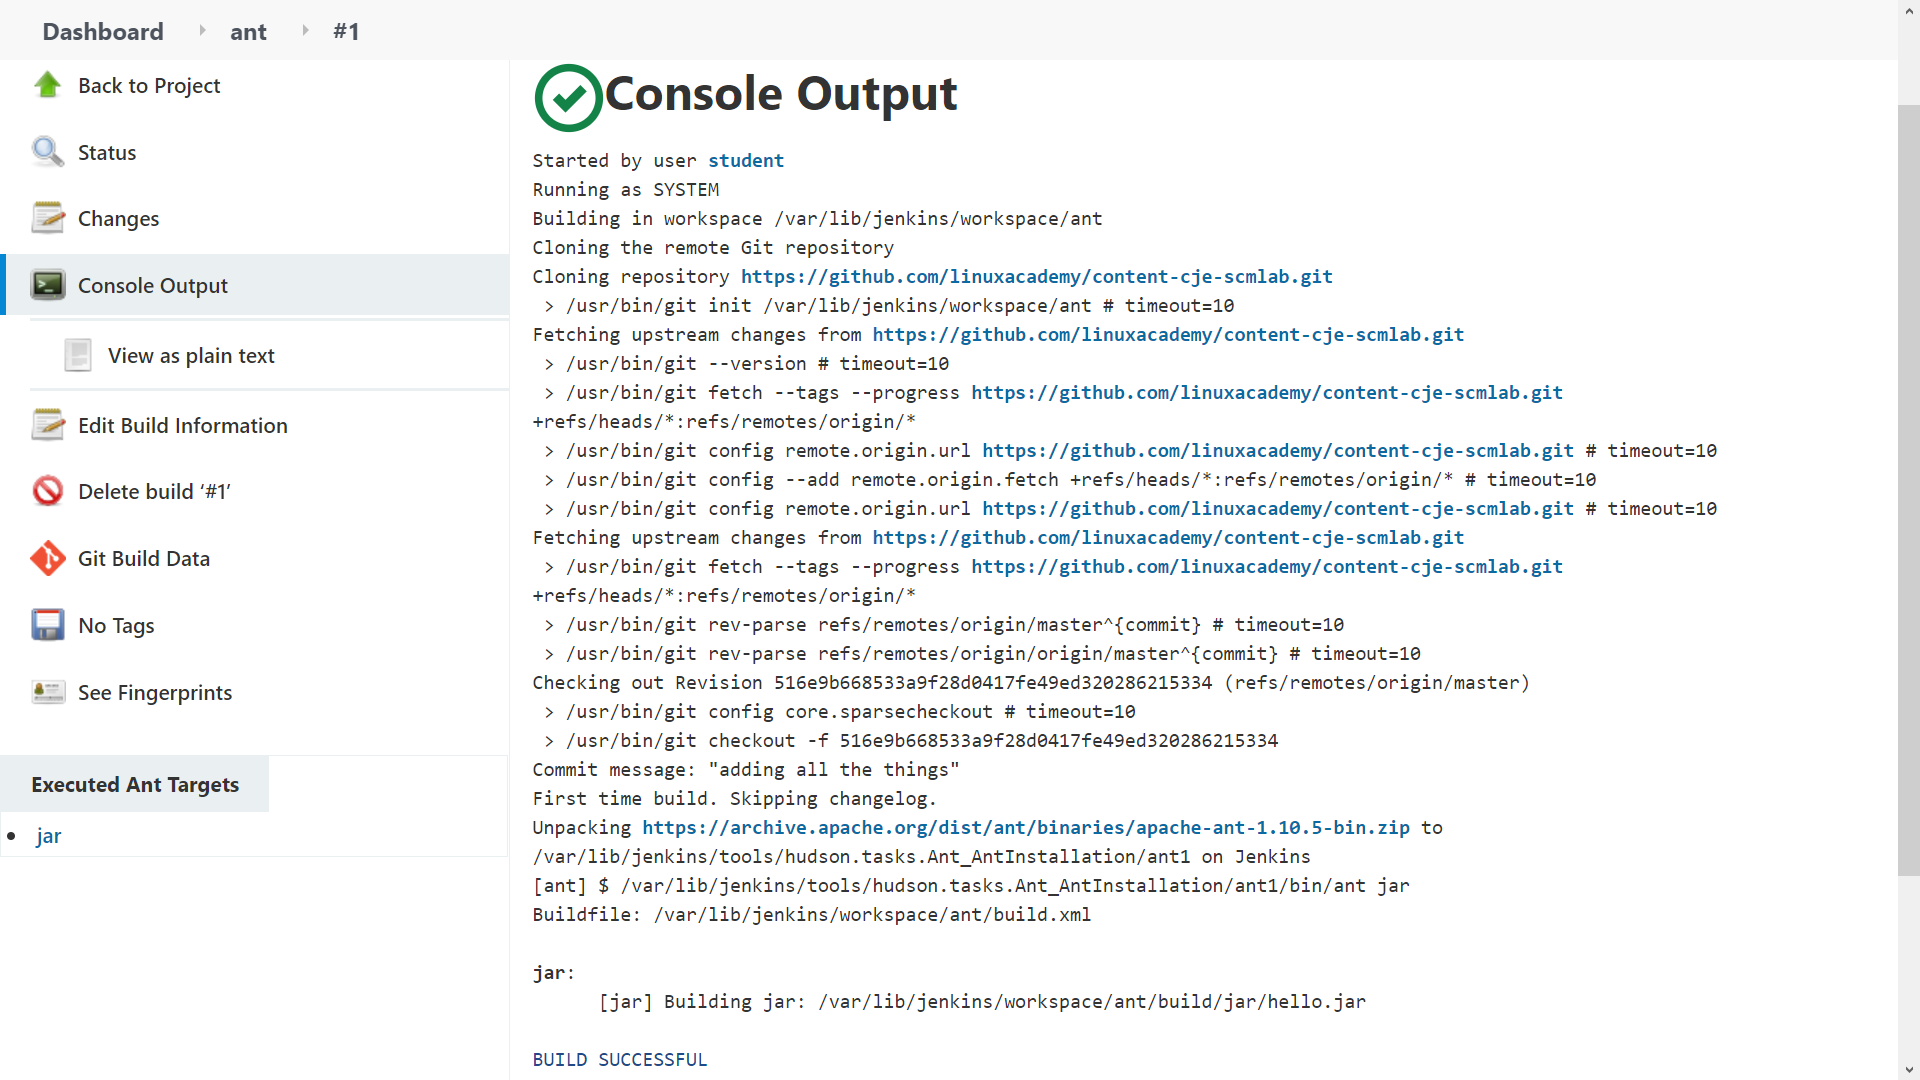 Dashboard
ant
#1
Back to Project
Status
Changes
Console Output
View as plain text
Edit Build Information
Delete build ‘#1’
Git Build Data
No Tags
See Fingerprints
Executed Ant Targets
jar
Console Output
Started by user student
Running as SYSTEM
Building in workspace /var/lib/jenkins/workspace/ant
Cloning the remote Git repository
Cloning repository https://github.com/linuxacademy/content-cje-scmlab.git
> /usr/bin/git init /var/lib/jenkins/workspace/ant # timeout=10
Fetching upstream changes from https://github.com/linuxacademy/content-cje-scmlab.git
> /usr/bin/git --version # timeout=10
> /usr/bin/git fetch --tags --progress https://github.com/linuxacademy/content-cje-scmlab.git
+refs/heads/*:refs/remotes/origin/*
> /usr/bin/git config remote.origin.url https://github.com/linuxacademy/content-cje-scmlab.git # timeout=10
> /usr/bin/git config --add remote.origin.fetch +refs/heads/*:refs/remotes/origin/* # timeout=10
> /usr/bin/git config remote.origin.url https://github.com/linuxacademy/content-cje-scmlab.git # timeout=10
Fetching upstream changes from https://github.com/linuxacademy/content-cje-scmlab.git
> /usr/bin/git fetch --tags --progress https://github.com/linuxacademy/content-cje-scmlab.git
+refs/heads/*:refs/remotes/origin/*
> /usr/bin/git rev-parse refs/remotes/origin/master^{commit} # timeout=10
> /usr/bin/git rev-parse refs/remotes/origin/origin/master^{commit} # timeout=10
Checking out Revision 516e9b668533a9f28d0417fe49ed320286215334 (refs/remotes/origin/master)
> /usr/bin/git config core.sparsecheckout # timeout=10
> /usr/bin/git checkout -f 516e9b668533a9f28d0417fe49ed320286215334
Commit message: "adding all the things"
First time build. Skipping changelog.
Unpacking https://archive.apache.org/dist/ant/binaries/apache-ant-1.10.5-bin.zip to
/var/lib/jenkins/tools/hudson.tasks.Ant_AntInstallation/ant1 on Jenkins
[ant] $ /var/lib/jenkins/tools/hudson.tasks.Ant_AntInstallation/ant1/bin/ant jar
Buildfile: /var/lib/jenkins/workspace/ant/build.xml
jar:
[jar] Building jar: /var/lib/jenkins/workspace/ant/build/jar/hello.jar
BUILD SUCCESSFUL